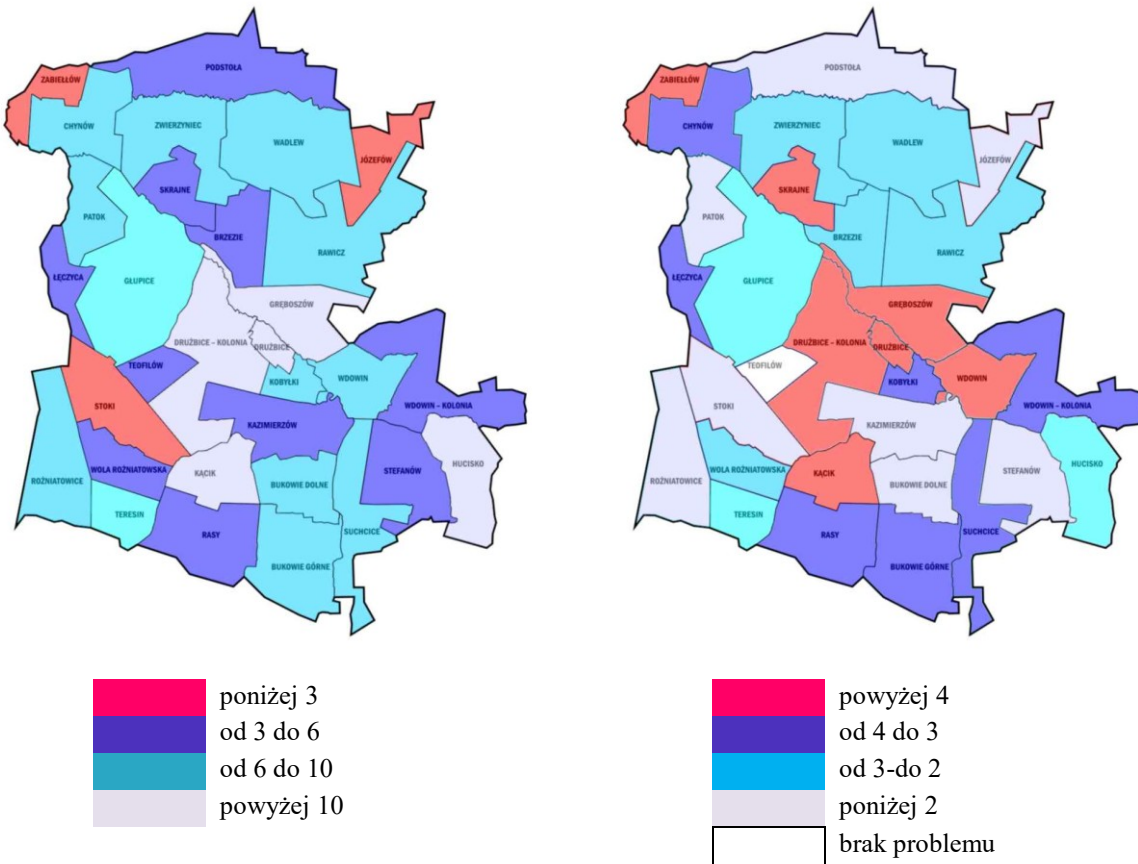 PODSTOŁA
ZABIEŁŁÓW
CHYNÓW
ZWIERZYNIEC
WADLEW
JÓZEFÓW
SKRAJNE
PATOK
BRZEZIE
RAWICZ
ŁĘCZYCA
GŁUPICE
GRĘBOSZÓW
DRUŻBICE – KOLONIA
DRUŻBICE
TEOFILÓW
KOBYŁKI
WDOWIN
WDOWIN – KOLONIA
STOKI
KAZIMIERZÓW
WOLA ROŹNIATOWSKA
KĄCIK
STEFANÓW
HUCISKO
ROŹNIATOWICE
BUKOWIE DOLNE
TERESIN
RASY
SUCHCICE
BUKOWIE GÓRNE
poniżej 3
od 3 do 6
od 6 do 10
powyżej 10
PODSTOŁA
ZABIEŁŁÓW
CHYNÓW
ZWIERZYNIEC
WADLEW
JÓZEFÓW
SKRAJNE
PATOK
BRZEZIE
RAWICZ
ŁĘCZYCA
GŁUPICE
GRĘBOSZÓW
DRUŻBICE – KOLONIA
DRUŻBICE
TEOFILÓW
KOBYŁKI
WDOWIN
WDOWIN – KOLONIA
STOKI
KAZIMIERZÓW
WOLA ROŹNIATOWSKA
KĄCIK
STEFANÓW
HUCISKO
ROŹNIATOWICE
BUKOWIE DOLNE
TERESIN
RASY
SUCHCICE
BUKOWIE GÓRNE
powyżej 4
od 4 do 3
od 3-do 2
poniżej 2
brak problemu